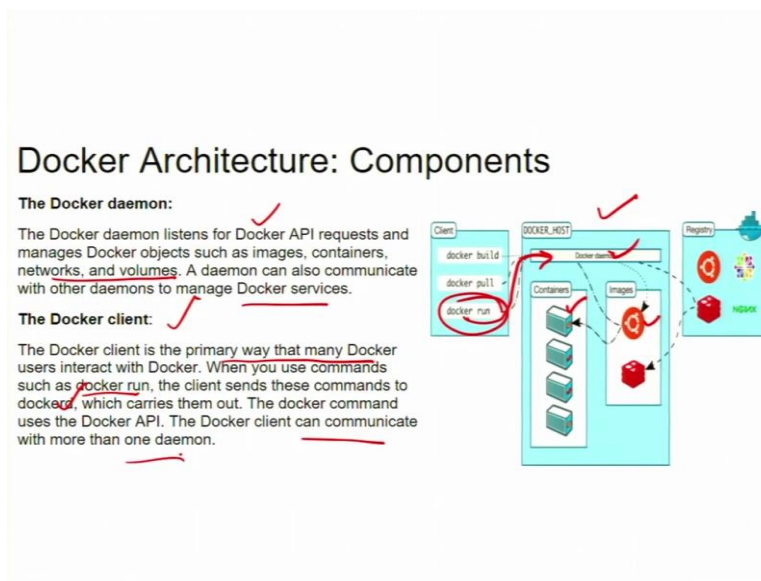 Docker Architecture: Components
The Docker daemon:
The Docker daemon listens for Docker API requests and
manages Docker objects such as images, containers,
networks, and volumes. A daemon can also communicate
with other daemons to manage Docker services.
The Docker client:
The Docker client is the primary way that many Docker
users interact with Docker. When you use commands
such as docker run, the client sends these commands to
dockerd, which carries them out. The docker command
uses the Docker API. The Docker client can communicate
with more than one daemon.
Client
docker build
docker pull
docker run
DOCKER_HOST
Docker daemon
Containers
Images
Registry
NGINX